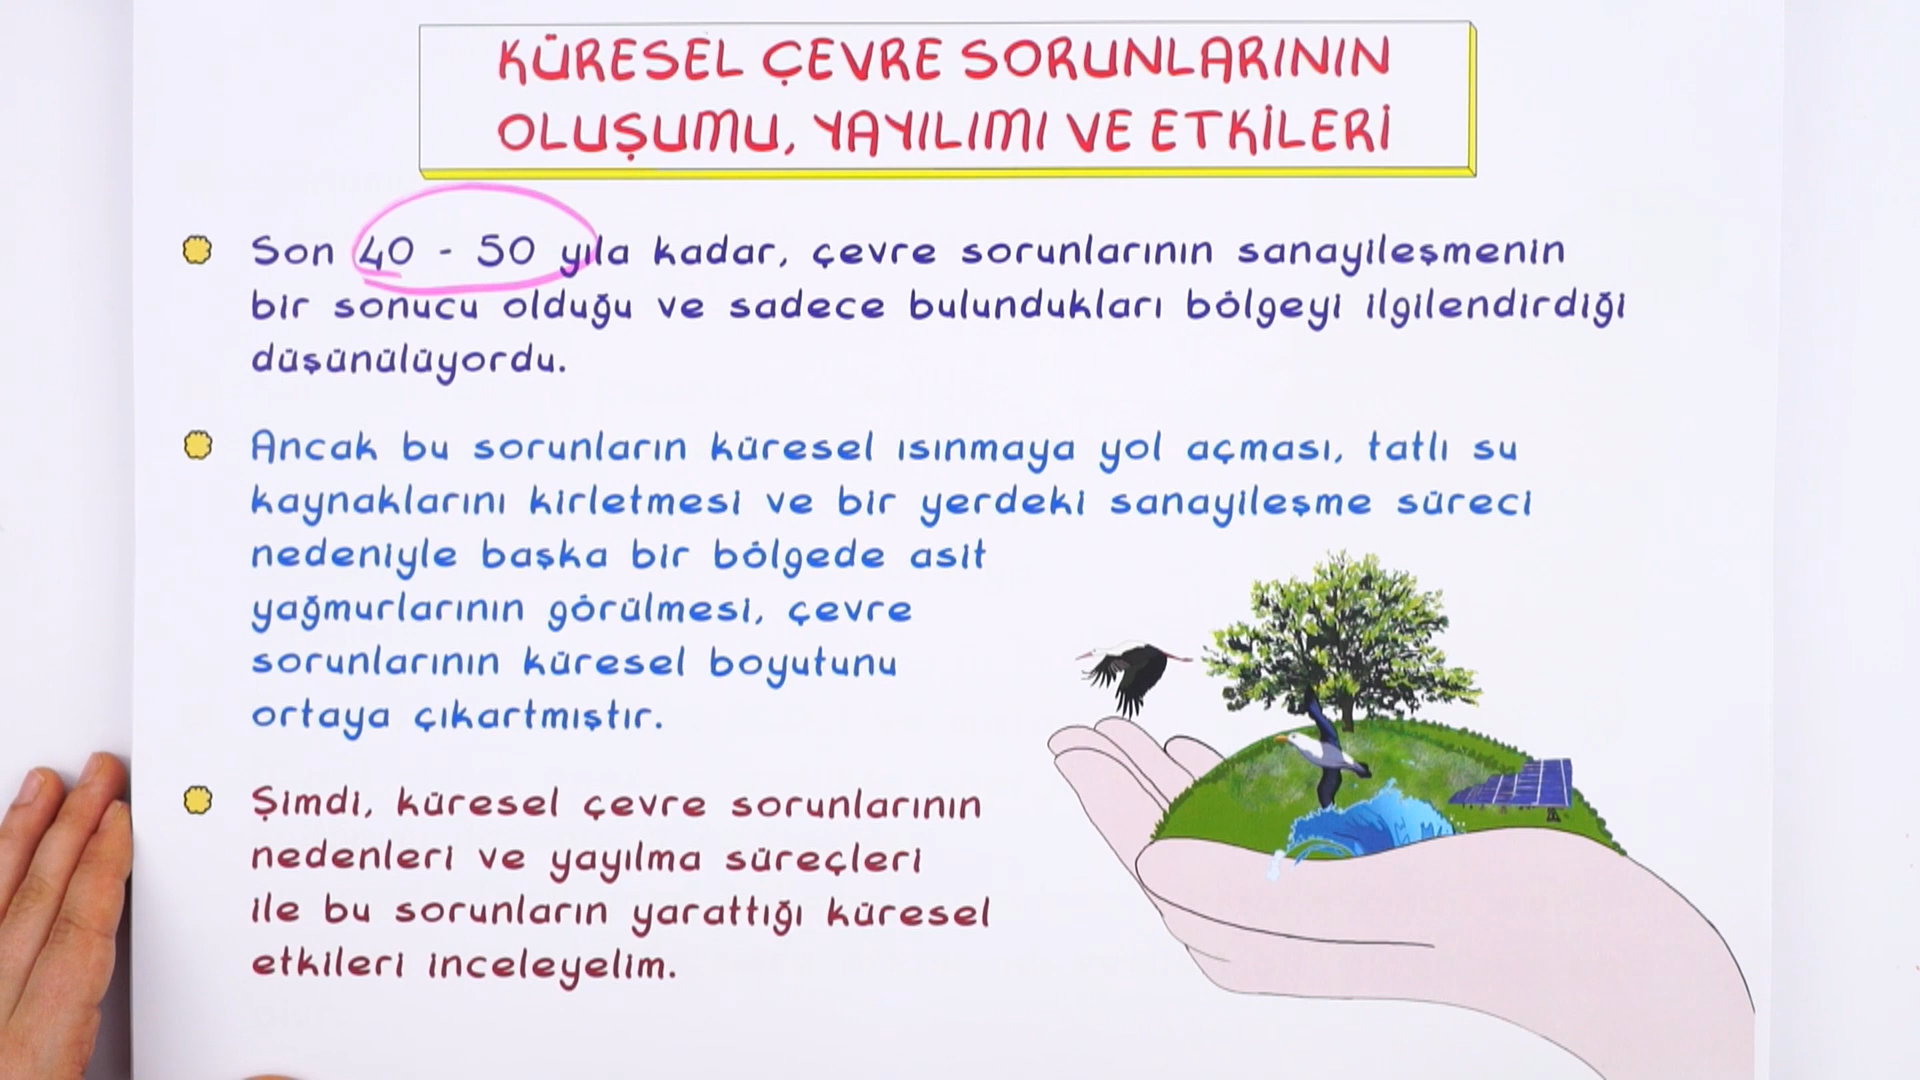 KÜRESEL ÇEVRE SORUNLARININ
OLUŞUMU, YAYILIMI VE ETKİLERİ
Son 40 - 50 yıla kadar, çevre sorunlarının sanayileşmenin
bir sonucu olduğu ve sadece bulundukları bölgeyi ilgilendirdiği
düşünülüyordu.
Ancak bu sorunların küresel ısınmaya yol açması, tatlı su
kaynaklarını kirletmesi ve bir yerdeki sanayileşme süreci
nedeniyle başka bir bölgede asit
yağmurlarının görülmesi, çevre
sorunlarının küresel boyutunu
ortaya çıkartmıştır.
Şimdi, küresel çevre sorunlarının
nedenleri ve yayılma süreçleri
ile bu sorunların yarattığı küresel
etkileri inceleyelim.